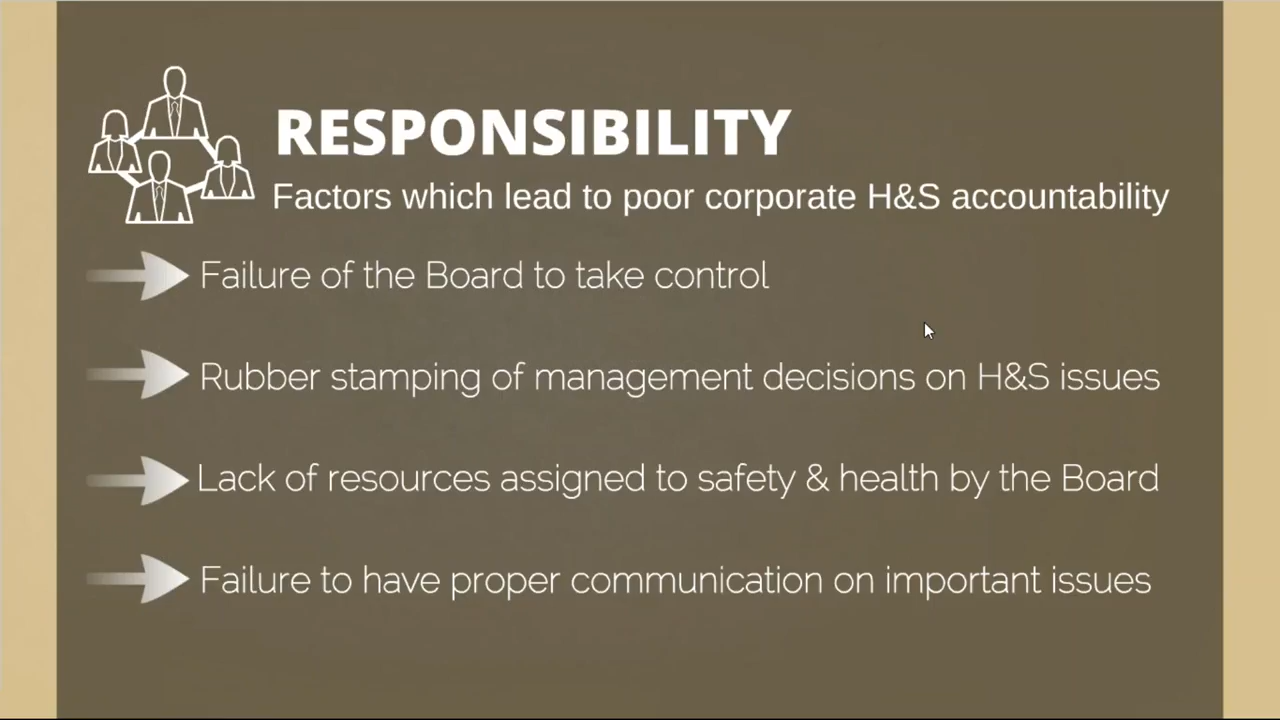 RESPONSIBILITY
Factors which lead to poor corporate H&S accountability
Failure of the Board to take control
Rubber stamping of management decisions on H&S issues
Lack of resources assigned to safety & health by the Board
Failure to have proper communication on important issues